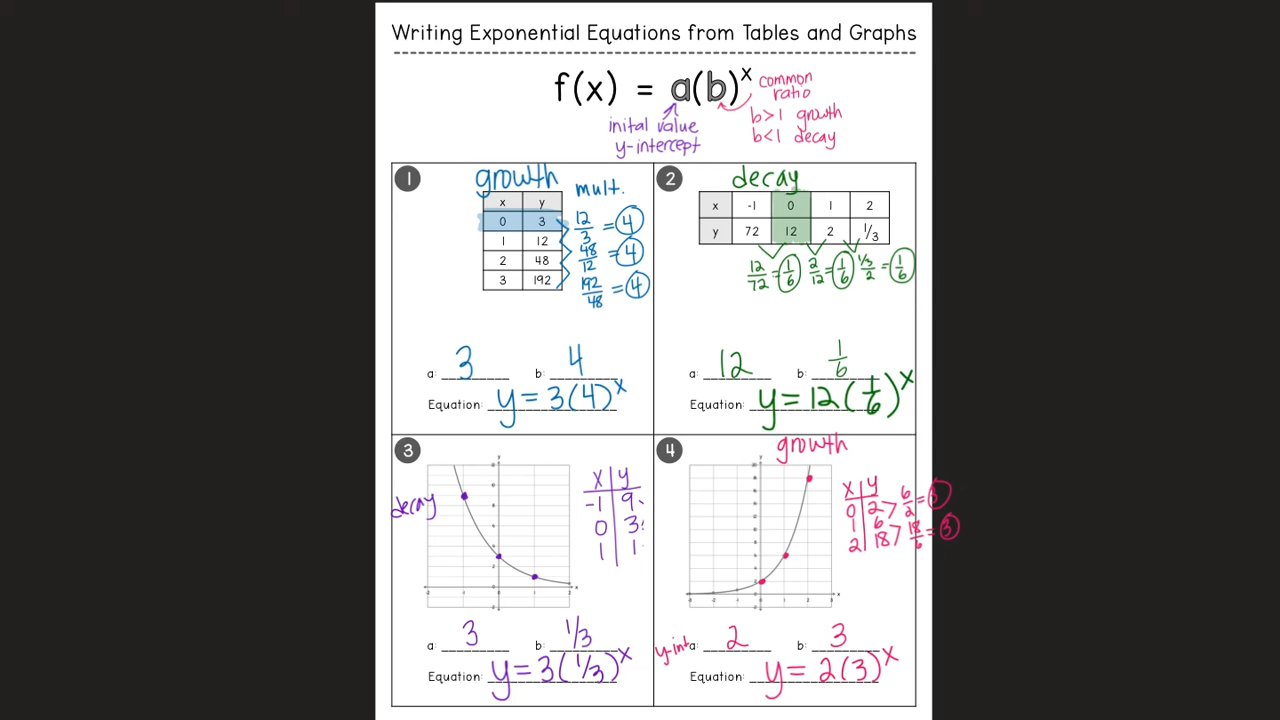 Writing Exponential Equations from Tables and Graphs
f(x) = a(b)^x
common
ratio
inital value
y-intercept
b>1 growth
b<1 decay
1
growth
mult.
x y
0 3
1 12
2 48
3 192
12/3 = 4
48/12 = 4
192/48 = 4
a: 3 b: 4
Equation: y = 3(4)^x
2
decay
x -1 0 1 2
y 72 12 2 1/3
12/72 = 1/6 2/12 = 1/6 1/3/2 = 1/6
a: 12 b: 1/6
Equation: y = 12(1/6)^x
3
decay
x y
-1 9
0 3
1 1
a: 3 b: 1/3
Equation: y = 3(1/3)^x
4
growth
x y
0 2 > 6/2 = 3
1 6
2 18 > 18/6 = 3
y-int a: 2 b: 3
Equation: y = 2(3)^x